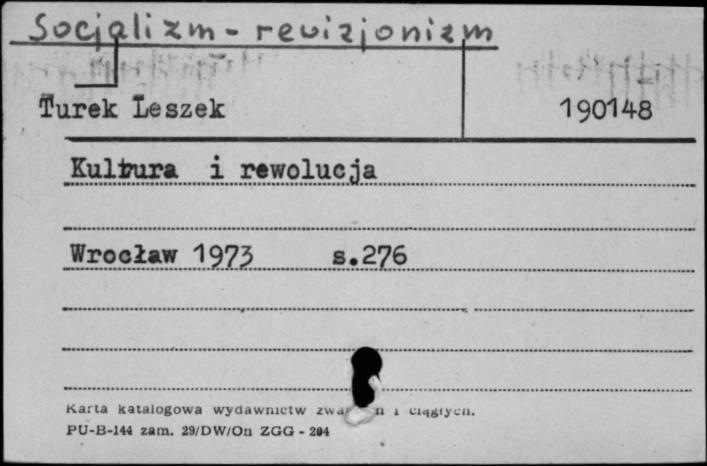 Socjalizm - rewizjonizm
Turek Leszek 190148
Kultura i rewolucja
Wrocław 1973 s.276
Karta katalogowa wydawnictw i ciągłych.
PU-B-144 zam. 29/DW/On ZGG - 204